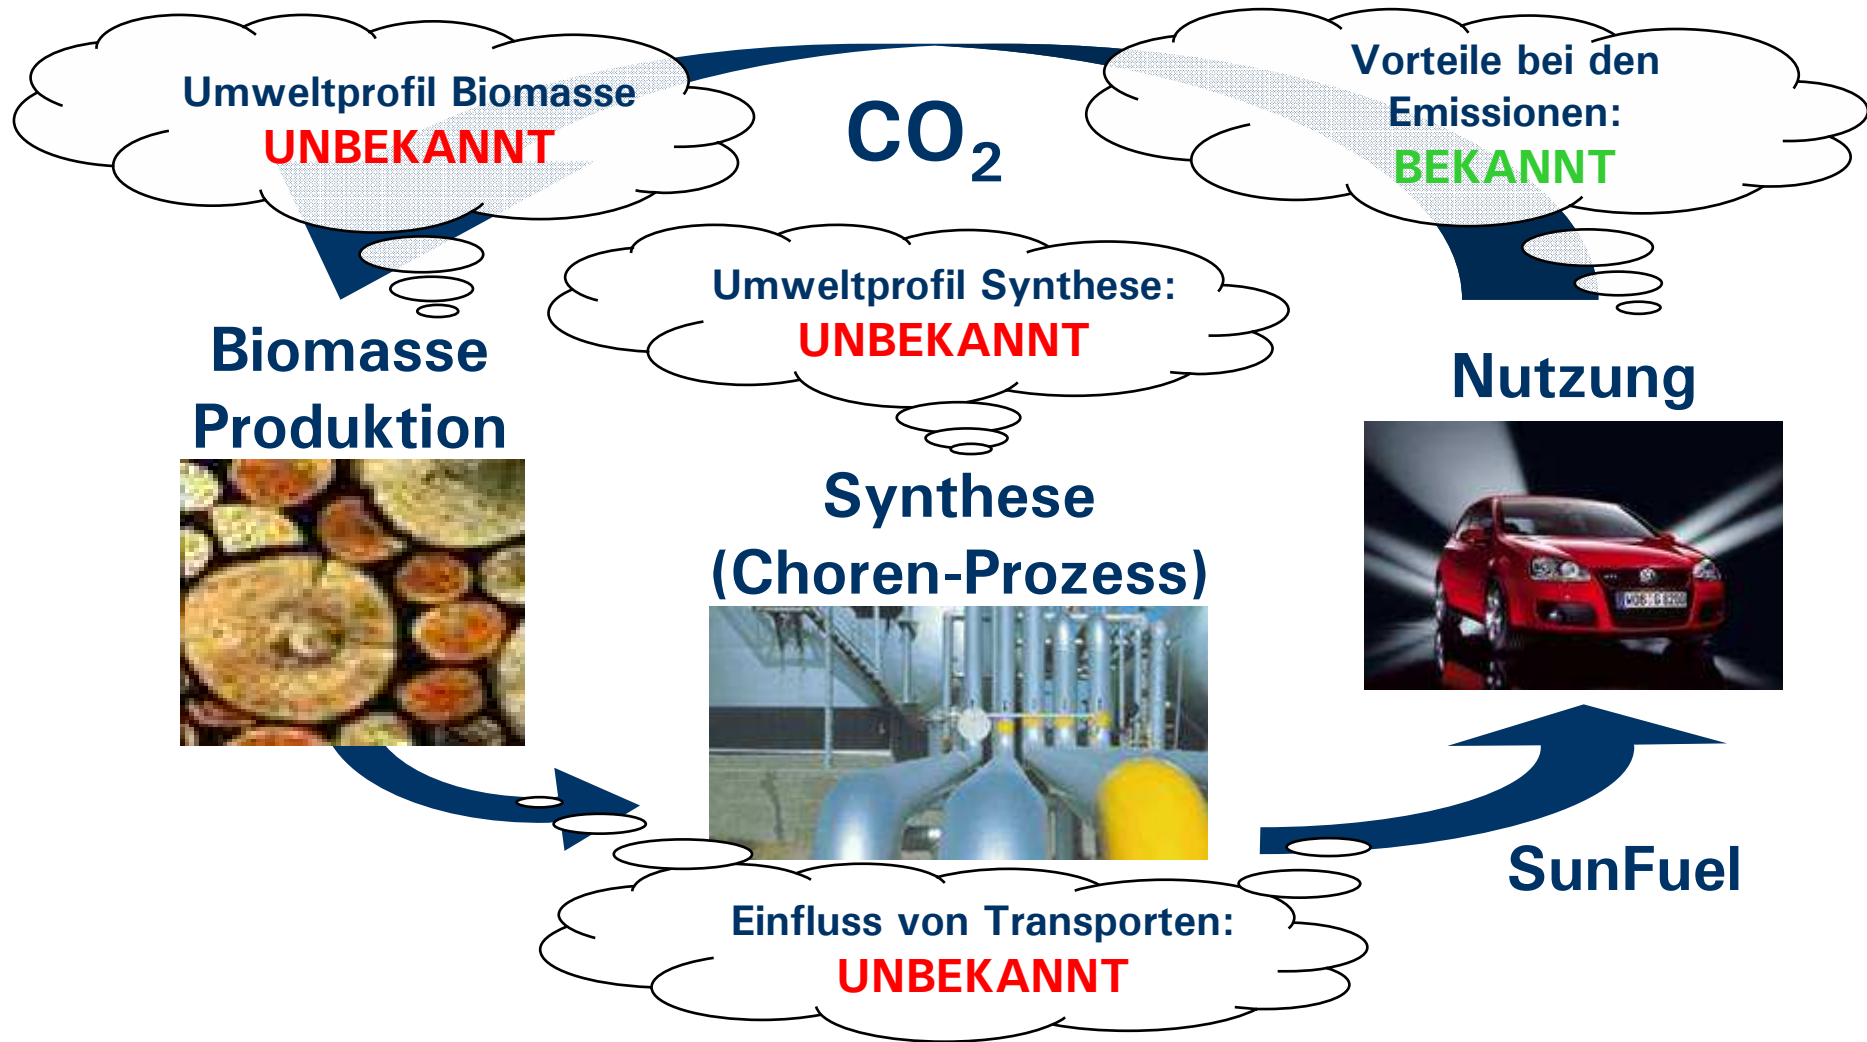 Umweltprofil Biomasse
UNBEKANNT
CO₂
Vorteile bei den
Emissionen:
BEKANNT
Umweltprofil Synthese:
UNBEKANNT
Biomasse
Produktion
Synthese
(Choren-Prozess)
Nutzung
SunFuel
Einfluss von Transporten:
UNBEKANNT